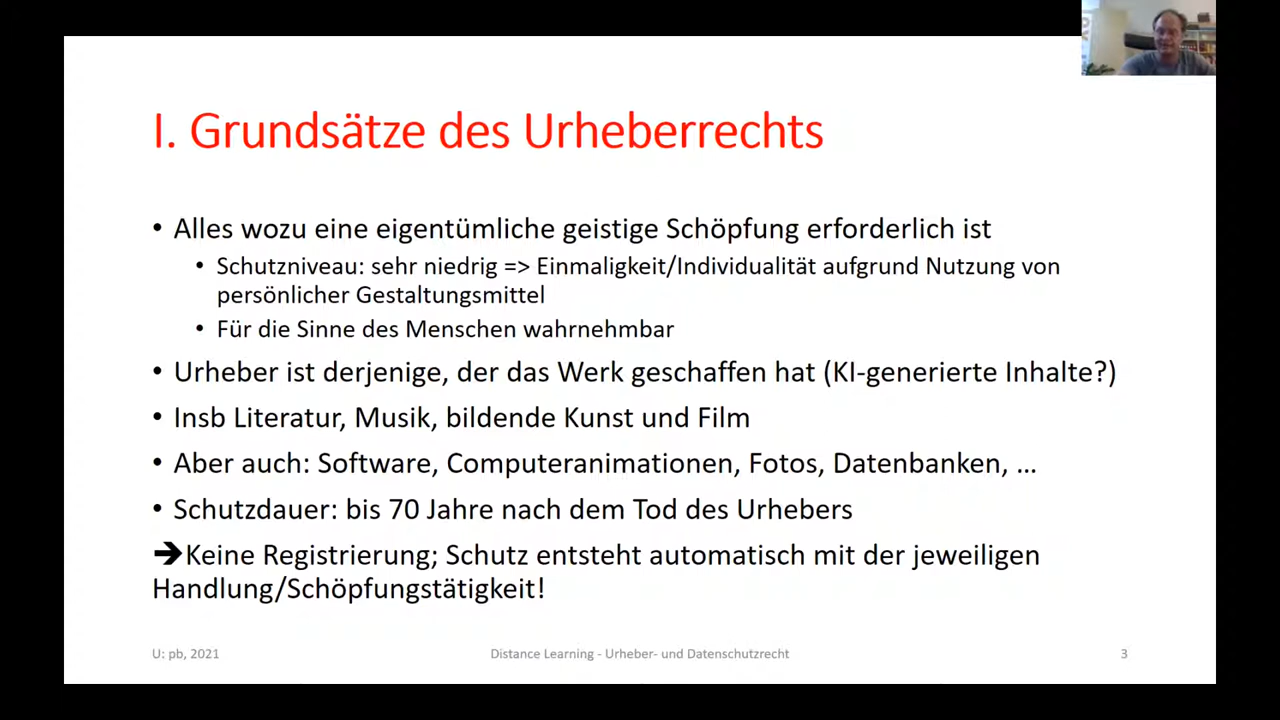 I. Grundsätze des Urheberrechts
• Alles wozu eine eigentümliche geistige Schöpfung erforderlich ist
• Schutzniveau: sehr niedrig => Einmaligkeit/Individualität aufgrund Nutzung von
persönlicher Gestaltungsmittel
• Für die Sinne des Menschen wahrnehmbar
• Urheber ist derjenige, der das Werk geschaffen hat (KI-generierte Inhalte?)
• Insb Literatur, Musik, bildende Kunst und Film
• Aber auch: Software, Computeranimationen, Fotos, Datenbanken, …
• Schutzdauer: bis 70 Jahre nach dem Tod des Urhebers
➔Keine Registrierung; Schutz entsteht automatisch mit der jeweiligen
Handlung/Schöpfungstätigkeit!
U: pb, 2021
Distance Learning - Urheber- und Datenschutzrecht
3